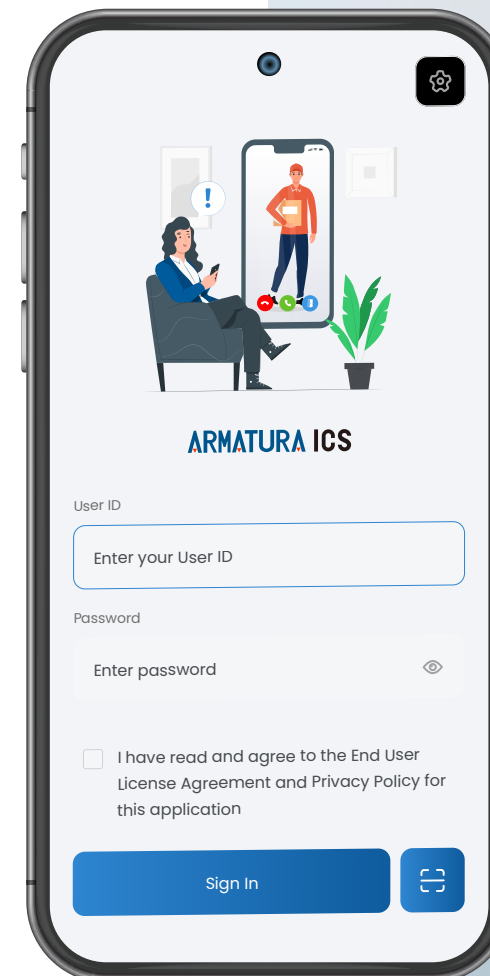 ARMATURA ICS
User ID
Enter your User ID
Password
Enter password
I have read and agree to the End User
License Agreement and Privacy Policy for
this application
Sign In